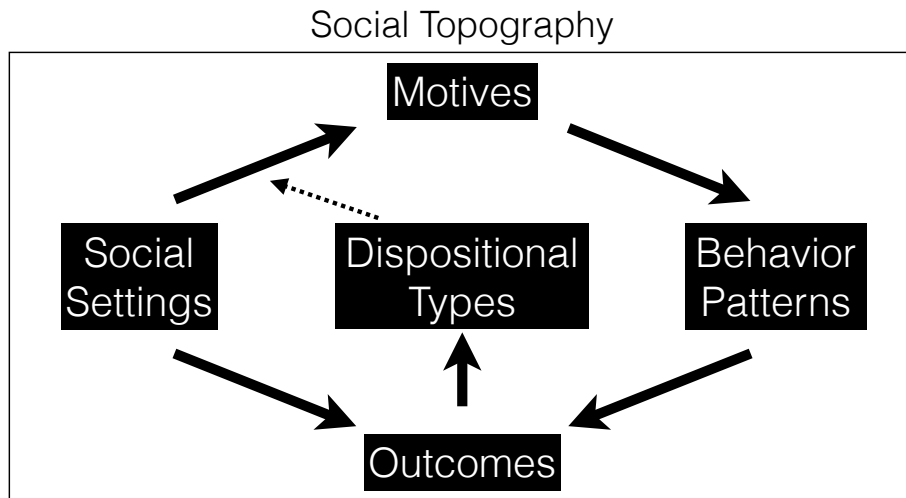 Social Topography
Motives
Social
Settings
Dispositional
Types
Behavior
Patterns
Outcomes